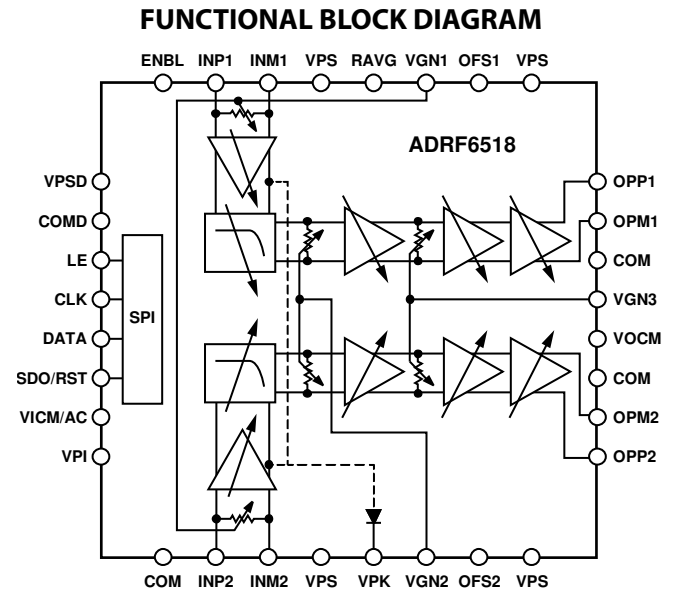 FUNCTIONAL BLOCK DIAGRAM
ENBL INP1 INM1 VPS RAVG VGN1 OFS1 VPS
ADRF6518
VPSD
COMD
LE
CLK
DATA
SDO/RST
VICM/AC
VPI
SPI
OPP1
OPM1
COM
VGN3
VOCM
COM
OPM2
OPP2
COM INP2 INM2 VPS VPK VGN2 OFS2 VPS